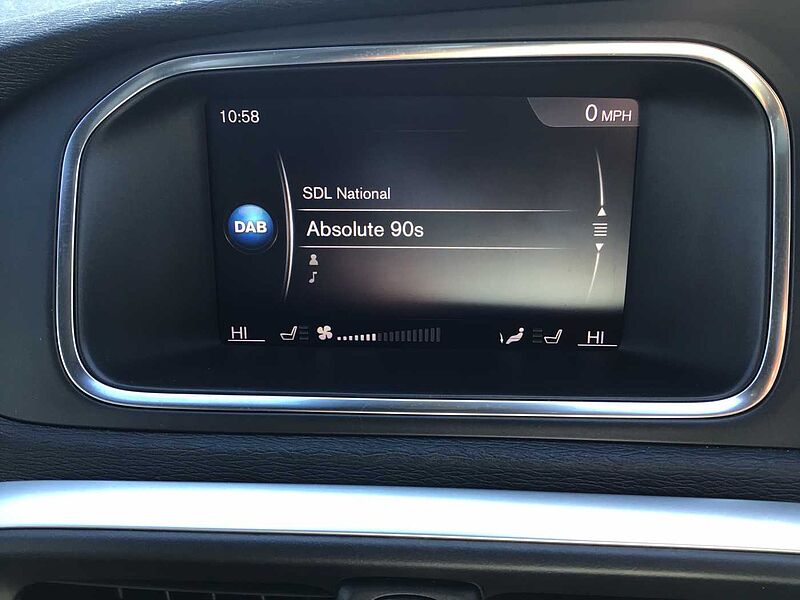 10:58
0 MPH
SDL National
DAB
Absolute 90s
HI
HI